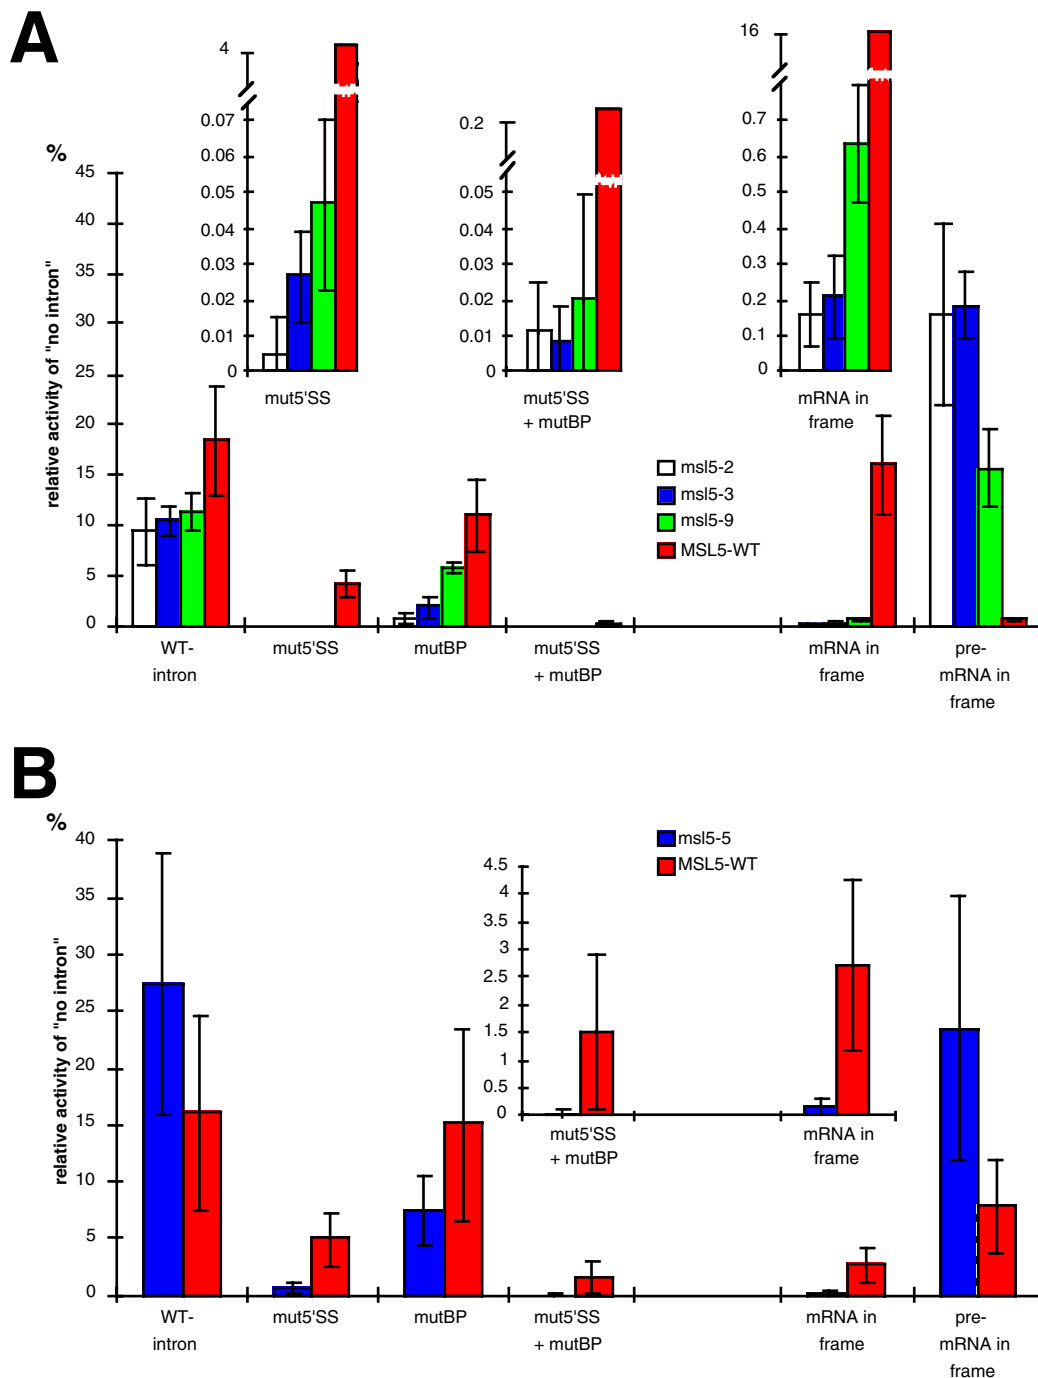 A
%
relative activity of "no intron"
45
40
35
30
25
20
15
10
5
0
4
0.07
0.06
0.05
0.04
0.03
0.02
0.01
0
mut5'SS
0.2
0.05
0.04
0.03
0.02
0.01
0
mut5'SS
+ mutBP
16
0.7
0.6
0.5
0.4
0.3
0.2
0.1
0
mRNA in
frame
msl5-2
msl5-3
msl5-9
MSL5-WT
WT-
intron
mut5'SS
mutBP
mut5'SS
+ mutBP
mRNA in
frame
pre-
mRNA in
frame
B
%
relative activity of "no intron"
40
35
30
25
20
15
10
5
0
msl5-5
MSL5-WT
4.5
4
3.5
3
2.5
2
1.5
1
0.5
0
mut5'SS
+ mutBP
mRNA in
frame
WT-
intron
mut5'SS
mutBP
mut5'SS
+ mutBP
mRNA in
frame
pre-
mRNA in
frame